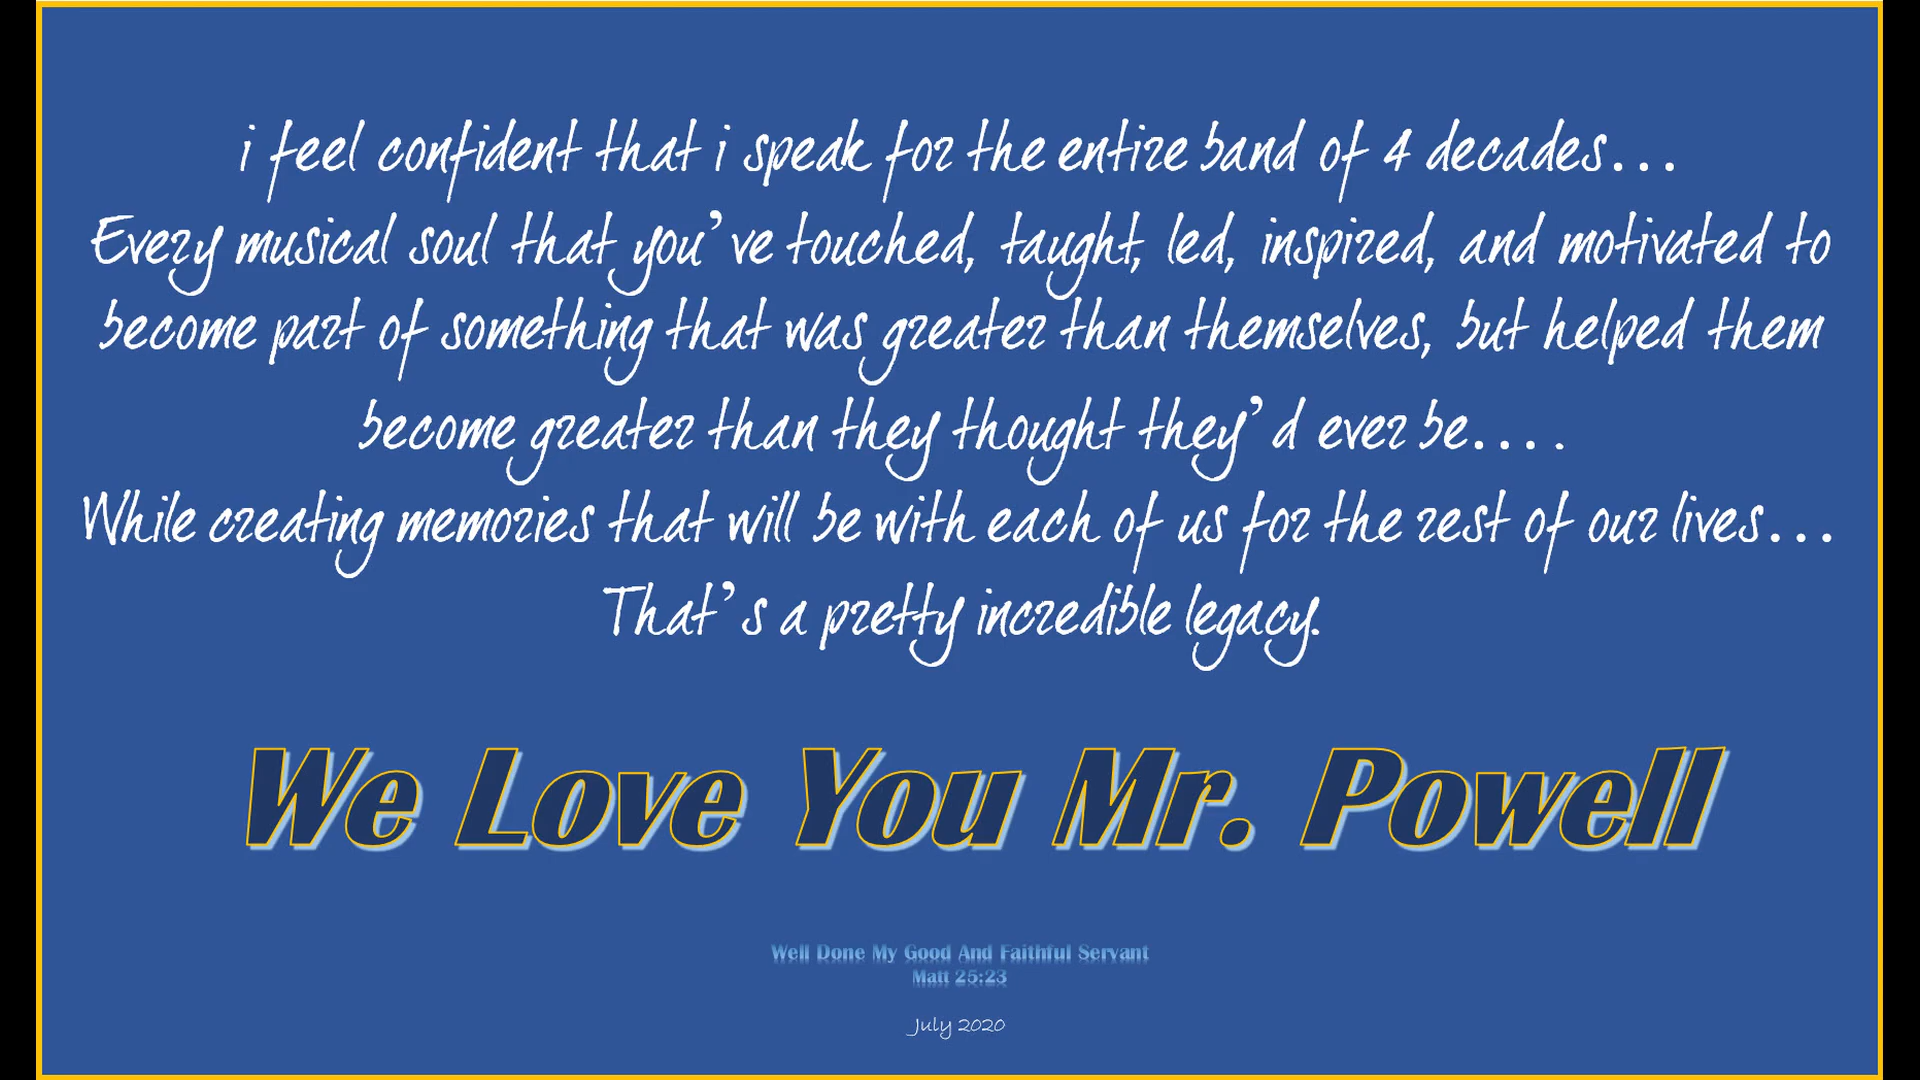 i feel confident that i speak for the entire band of 4 decades...
Every musical soul that you've touched, taught, led, inspired, and motivated to
become part of something that was greater than themselves, but helped them
become greater than they thought they'd ever be....
While creating memories that will be with each of us for the rest of our lives...
That's a pretty incredible legacy.
We Love You Mr. Powell
Well Done My Good And Faithful Servant
Matt 25:23
July 2020